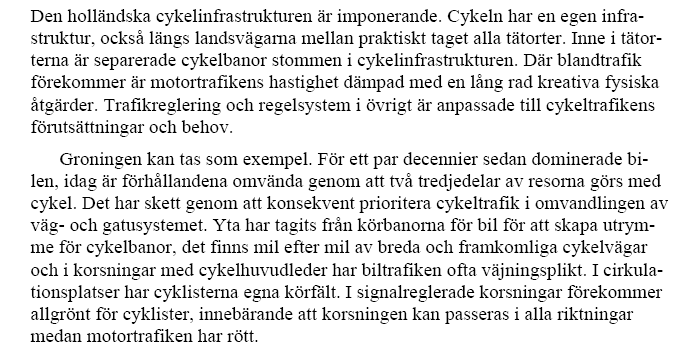 Den holländska cykelinfrastrukturen är imponerande. Cykeln har en egen infra-
struktur, också längs landsvägarna mellan praktiskt taget alla tätorter. Inne i tätor-
terna är separerade cykelbanor stommen i cykelinfrastrukturen. Där blandtrafik
förekommer är motortrafikens hastighet dämpad med en lång rad kreativa fysiska
åtgärder. Trafikreglering och regelsystem i övrigt är anpassade till cykeltrafikens
förutsättningar och behov.
Groningen kan tas som exempel. För ett par decennier sedan dominerade bi-
len, idag är förhållandena omvända genom att två tredjedelar av resorna görs med
cykel. Det har skett genom att konsekvent prioritera cykeltrafik i omvandlingen av
väg- och gatusystemet. Yta har tagits från körbanorna för bil för att skapa utrym-
me för cykelbanor, det finns mil efter mil av breda och framkomliga cykelvägar
och i korsningar med cykelhuvudleder har biltrafiken ofta väjningsplikt. I cirkula-
tionsplatser har cyklisterna egna körfält. I signalreglerade korsningar förekommer
allgrönt för cyklister, innebärande att korsningen kan passeras i alla riktningar
medan motortrafiken har rött.